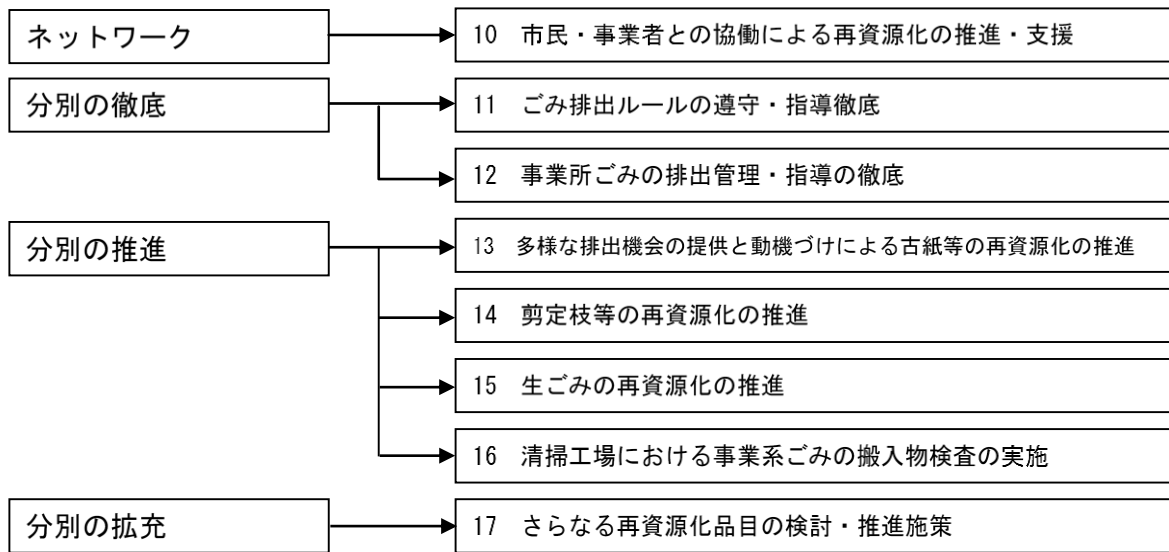 ネットワーク
10 市民・事業者との協働による再資源化の推進・支援
分別の徹底
11 ごみ排出ルールの遵守・指導徹底
12 事業所ごみの排出管理・指導の徹底
分別の推進
13 多様な排出機会の提供と動機づけによる古紙等の再資源化の推進
14 剪定枝等の再資源化の推進
15 生ごみの再資源化の推進
16 清掃工場における事業系ごみの搬入物検査の実施
分別の拡充
17 さらなる再資源化品目の検討・推進施策